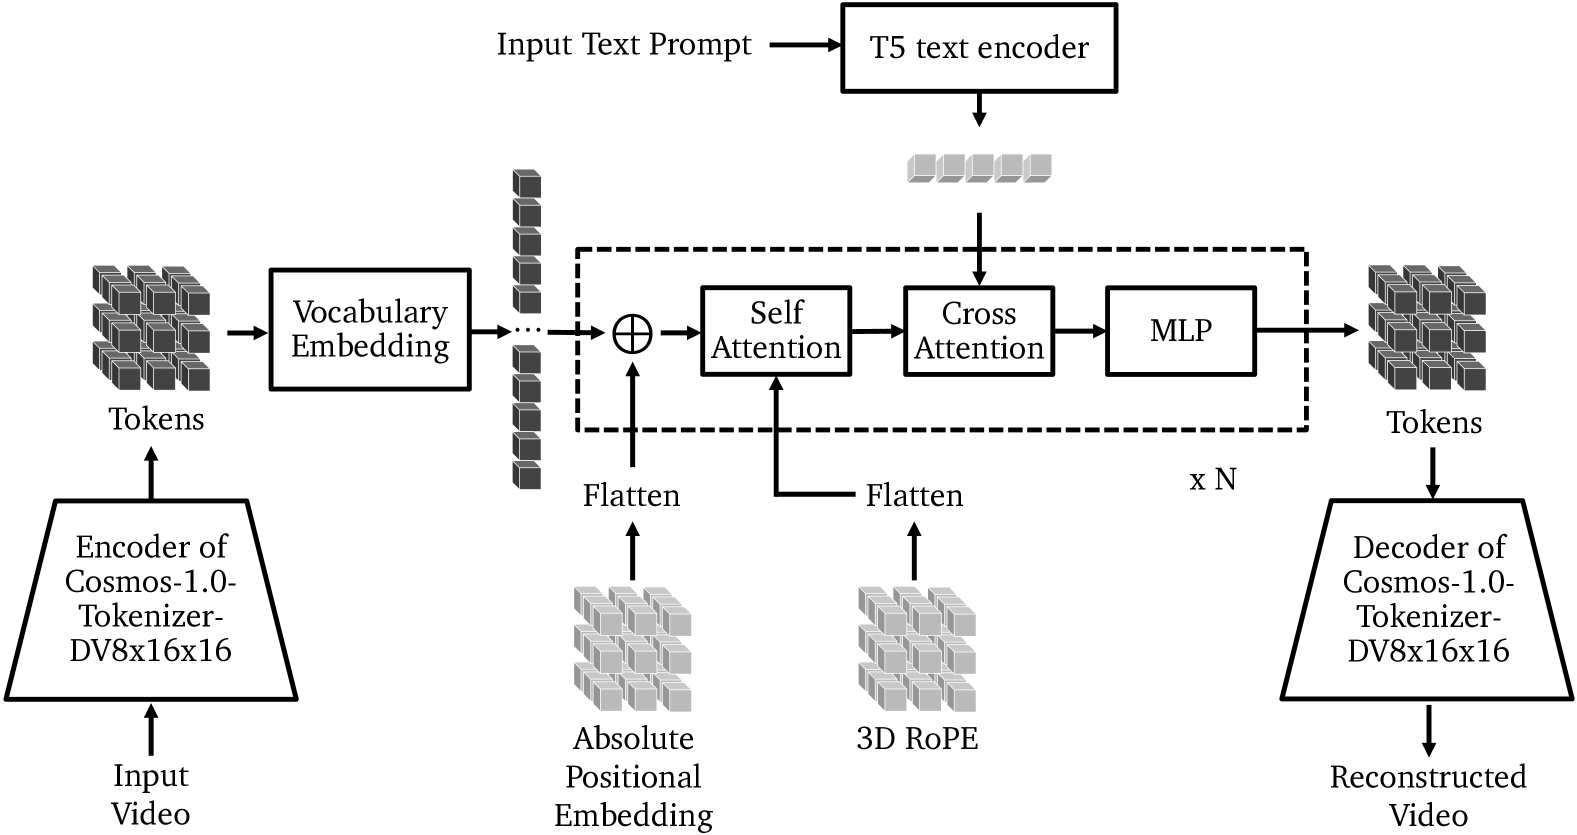 Input Text Prompt
T5 text encoder
Vocabulary
Embedding
...
Self
Attention
Cross
Attention
MLP
Tokens
Tokens
x N
Flatten
Flatten
Encoder of
Cosmos-1.0-
Tokenizer-
DV8x16x16
Decoder of
Cosmos-1.0-
Tokenizer-
DV8x16x16
Absolute
Positional
Embedding
3D RoPE
Input
Video
Reconstructed
Video